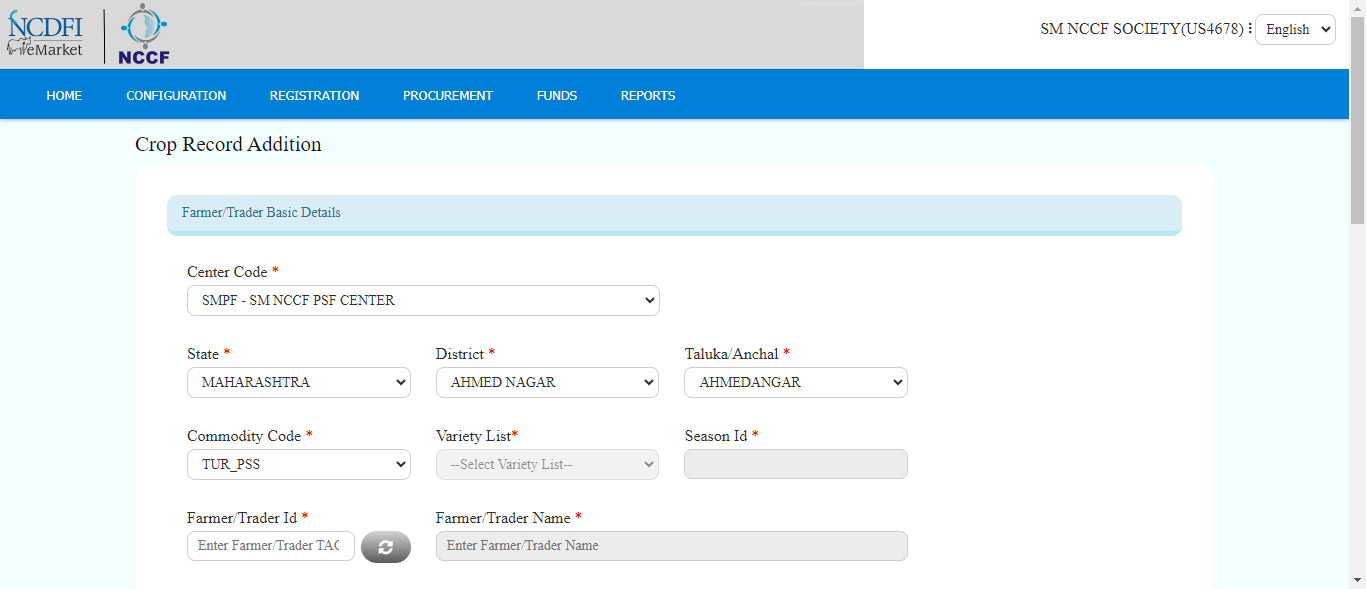 NCDFI
eMarket
NCCF
SM NCCF SOCIETY(US4678)
English
HOME CONFIGURATION REGISTRATION PROCUREMENT FUNDS REPORTS
Crop Record Addition
Farmer/Trader Basic Details
Center Code *
SMPF - SM NCCF PSF CENTER
State * District * Taluka/Anchal *
MAHARASHTRA AHMED NAGAR AHMEDANGAR
Commodity Code * Variety List* Season Id *
TUR_PSS --Select Variety List--
Farmer/Trader Id * Farmer/Trader Name *
Enter Farmer/Trader TAG Enter Farmer/Trader Name